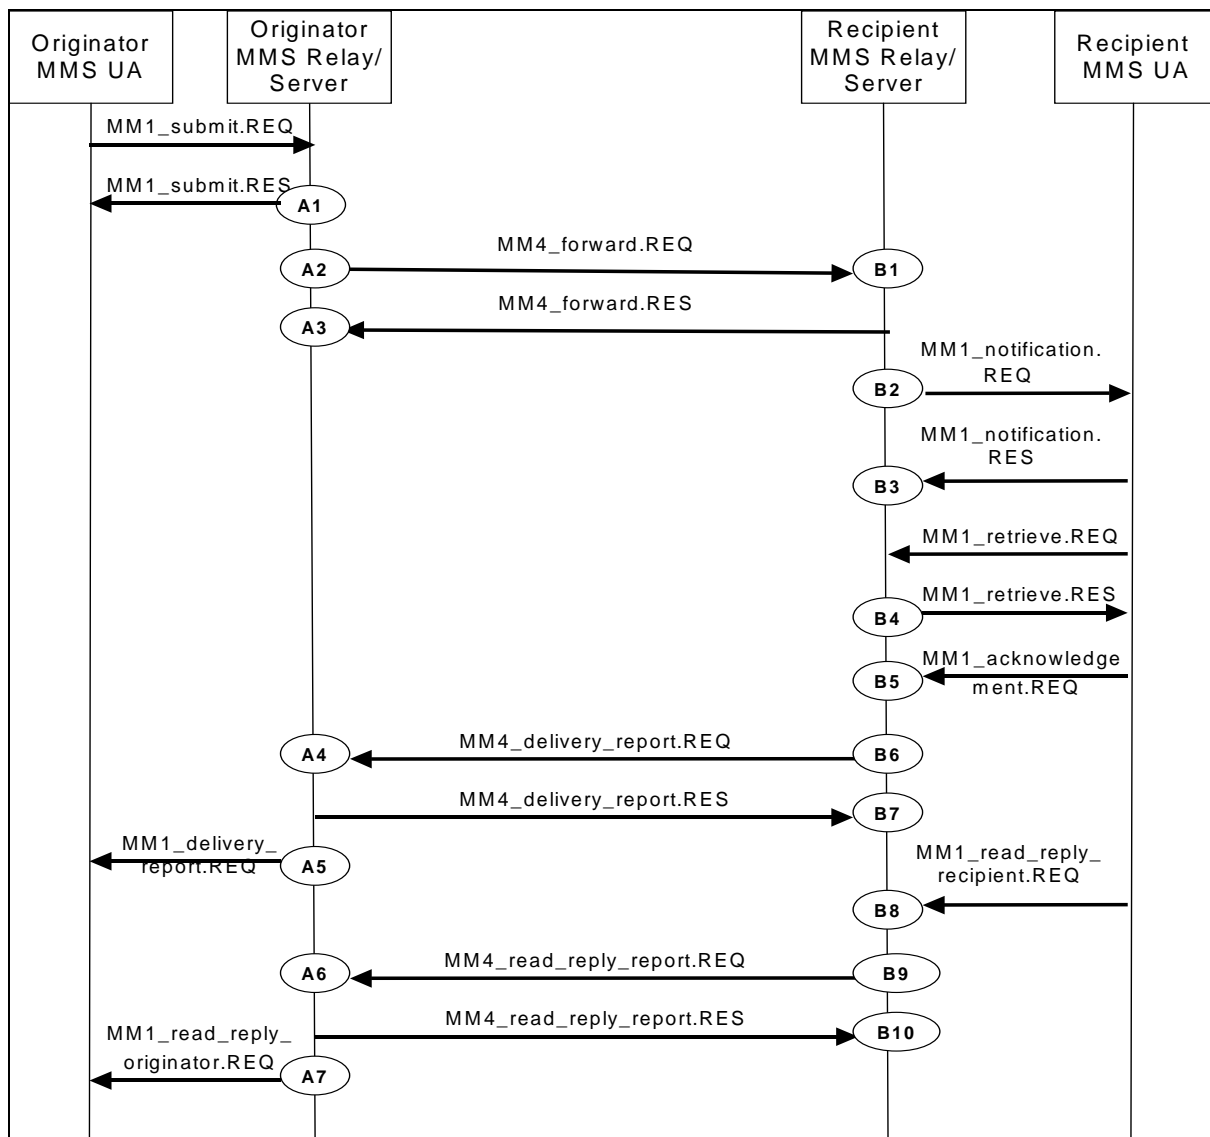 Originator
MMS UA
Originator
MMS Relay/
Server
Recipient
MMS Relay/
Server
Recipient
MMS UA
MM1_submit.REQ
MM1_submit.RES
A1
MM4_forward.REQ
A2
B1
MM4_forward.RES
A3
MM1_notification.
REQ
B2
MM1_notification.
RES
B3
MM1_retrieve.REQ
MM1_retrieve.RES
B4
MM1_acknowledge
ment.REQ
B5
MM4_delivery_report.REQ
A4
B6
MM4_delivery_report.RES
B7
MM1_delivery_
report.REQ
A5
MM1_read_reply_
recipient.REQ
B8
MM4_read_reply_report.REQ
A6
B9
MM4_read_reply_report.RES
B10
MM1_read_reply_
originator.REQ
A7